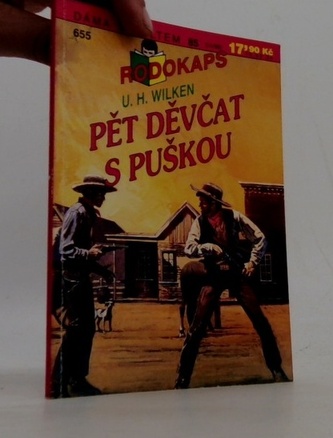 655
17'90 Kč
RODOKAPS
U. H. WILKEN
PĚT DĚVČAT
S PUŠKOU